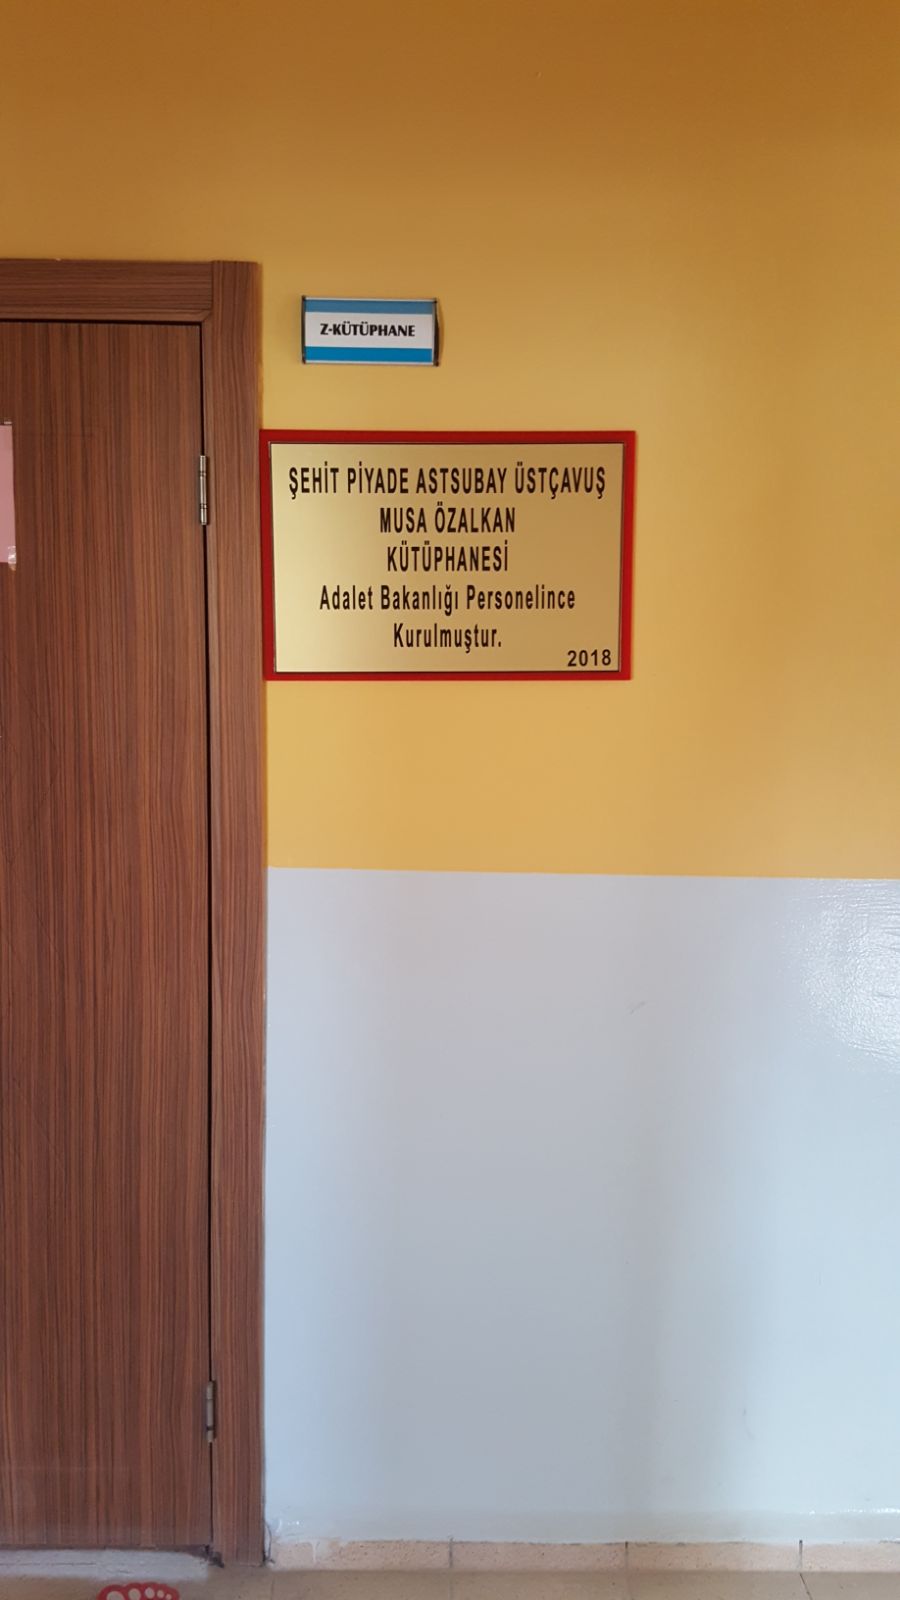 Z-KÜTÜPHANE
ŞEHİT PİYADE ASTSUBAY ÜSTÇAVUŞ
MUSA ÖZALKAN
KÜTÜPHANESİ
Adalet Bakanlığı Personelince
Kurulmuştur.
2018